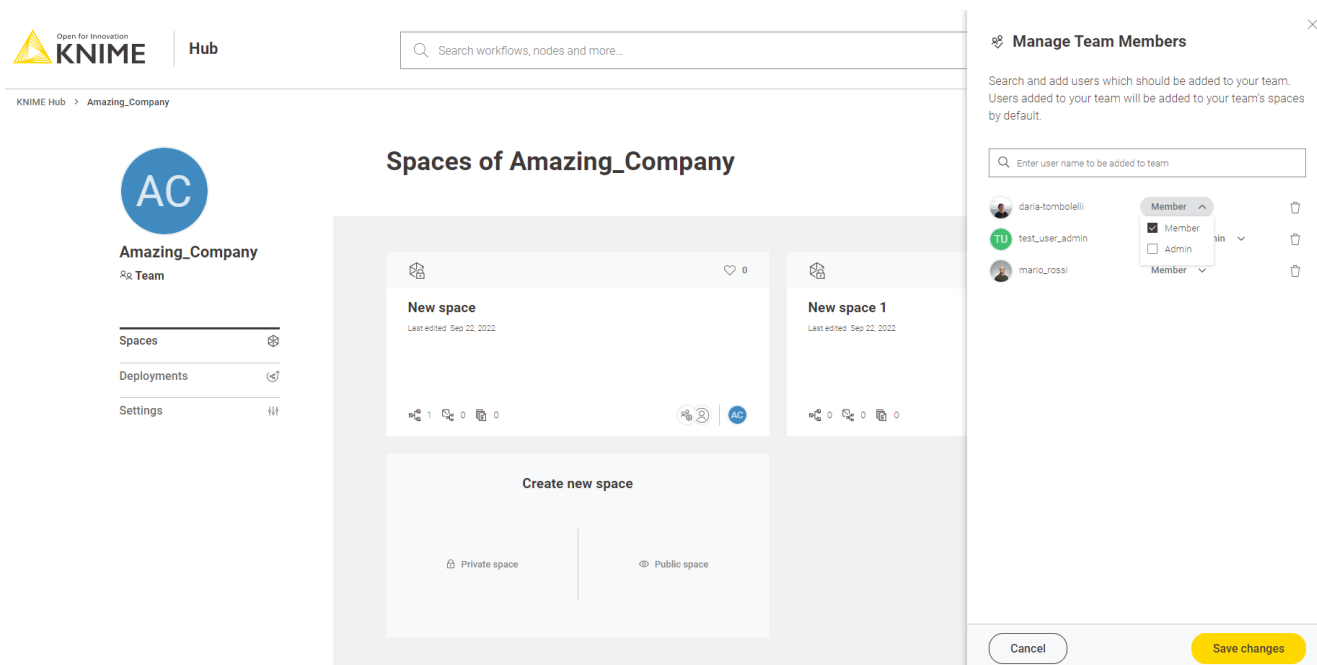 Open for Innovation
KNIME
Hub
Search workflows, nodes and more...
KNIME Hub > Amazing_Company
AC
Amazing_Company
Team
Spaces
Deployments
Settings
Spaces of Amazing_Company
0
New space
Last edited Sep 22, 2022
1 0 0
AC
New space 1
Last edited Sep 22, 2022
0 0 0
Create new space
Private space
Public space
Manage Team Members
Search and add users which should be added to your team.
Users added to your team will be added to your team's spaces
by default.
Enter user name to be added to team
daria-tombolelli Member
Member
Admin
TU test_user_admin
mario_rossi Member
Cancel
Save changes